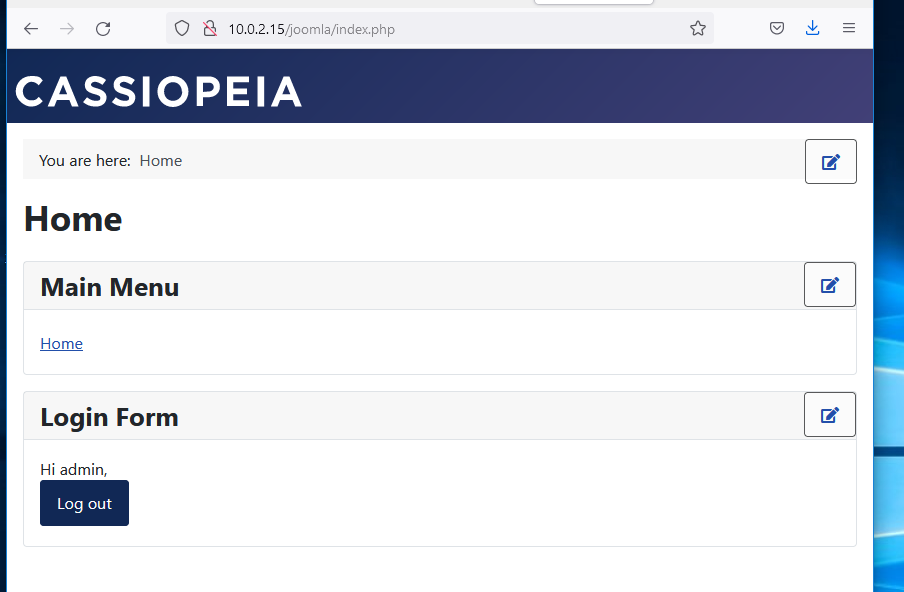 10.0.2.15/joomla/index.php
CASSIOPEIA
You are here: Home
Home
Main Menu
Home
Login Form
Hi admin,
Log out